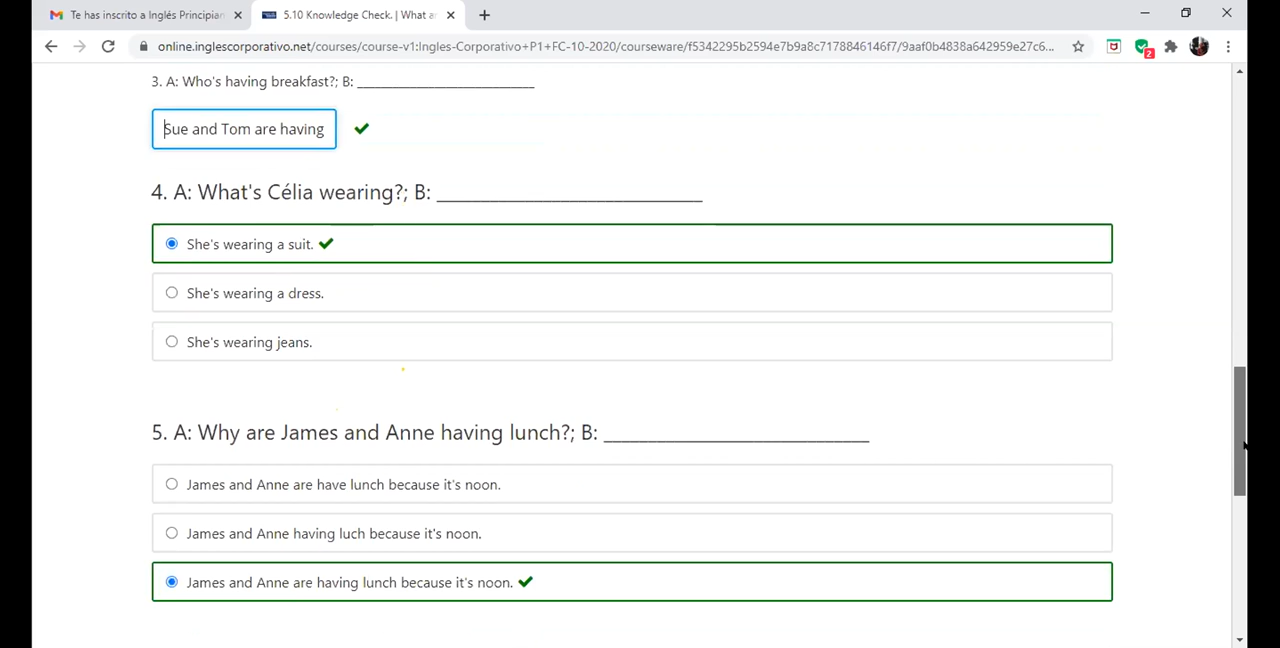 Te has inscrito a Inglés Principian
5.10 Knowledge Check. | What a
online.inglescorporativo.net/courses/course-v1:Ingles-Corporativo+P1+FC-10-2020/courseware/f5342295b2594e7b9a8c7178846146f7/9aaf0b4838a642959e27c6...
2
3. A: Who's having breakfast?; B: ___________________________
Sue and Tom are having
4. A: What's Célia wearing?; B: ___________________________
She's wearing a suit.
She's wearing a dress.
She's wearing jeans.
5. A: Why are James and Anne having lunch?; B: ___________________________
James and Anne are have lunch because it's noon.
James and Anne having luch because it's noon.
James and Anne are having lunch because it's noon.